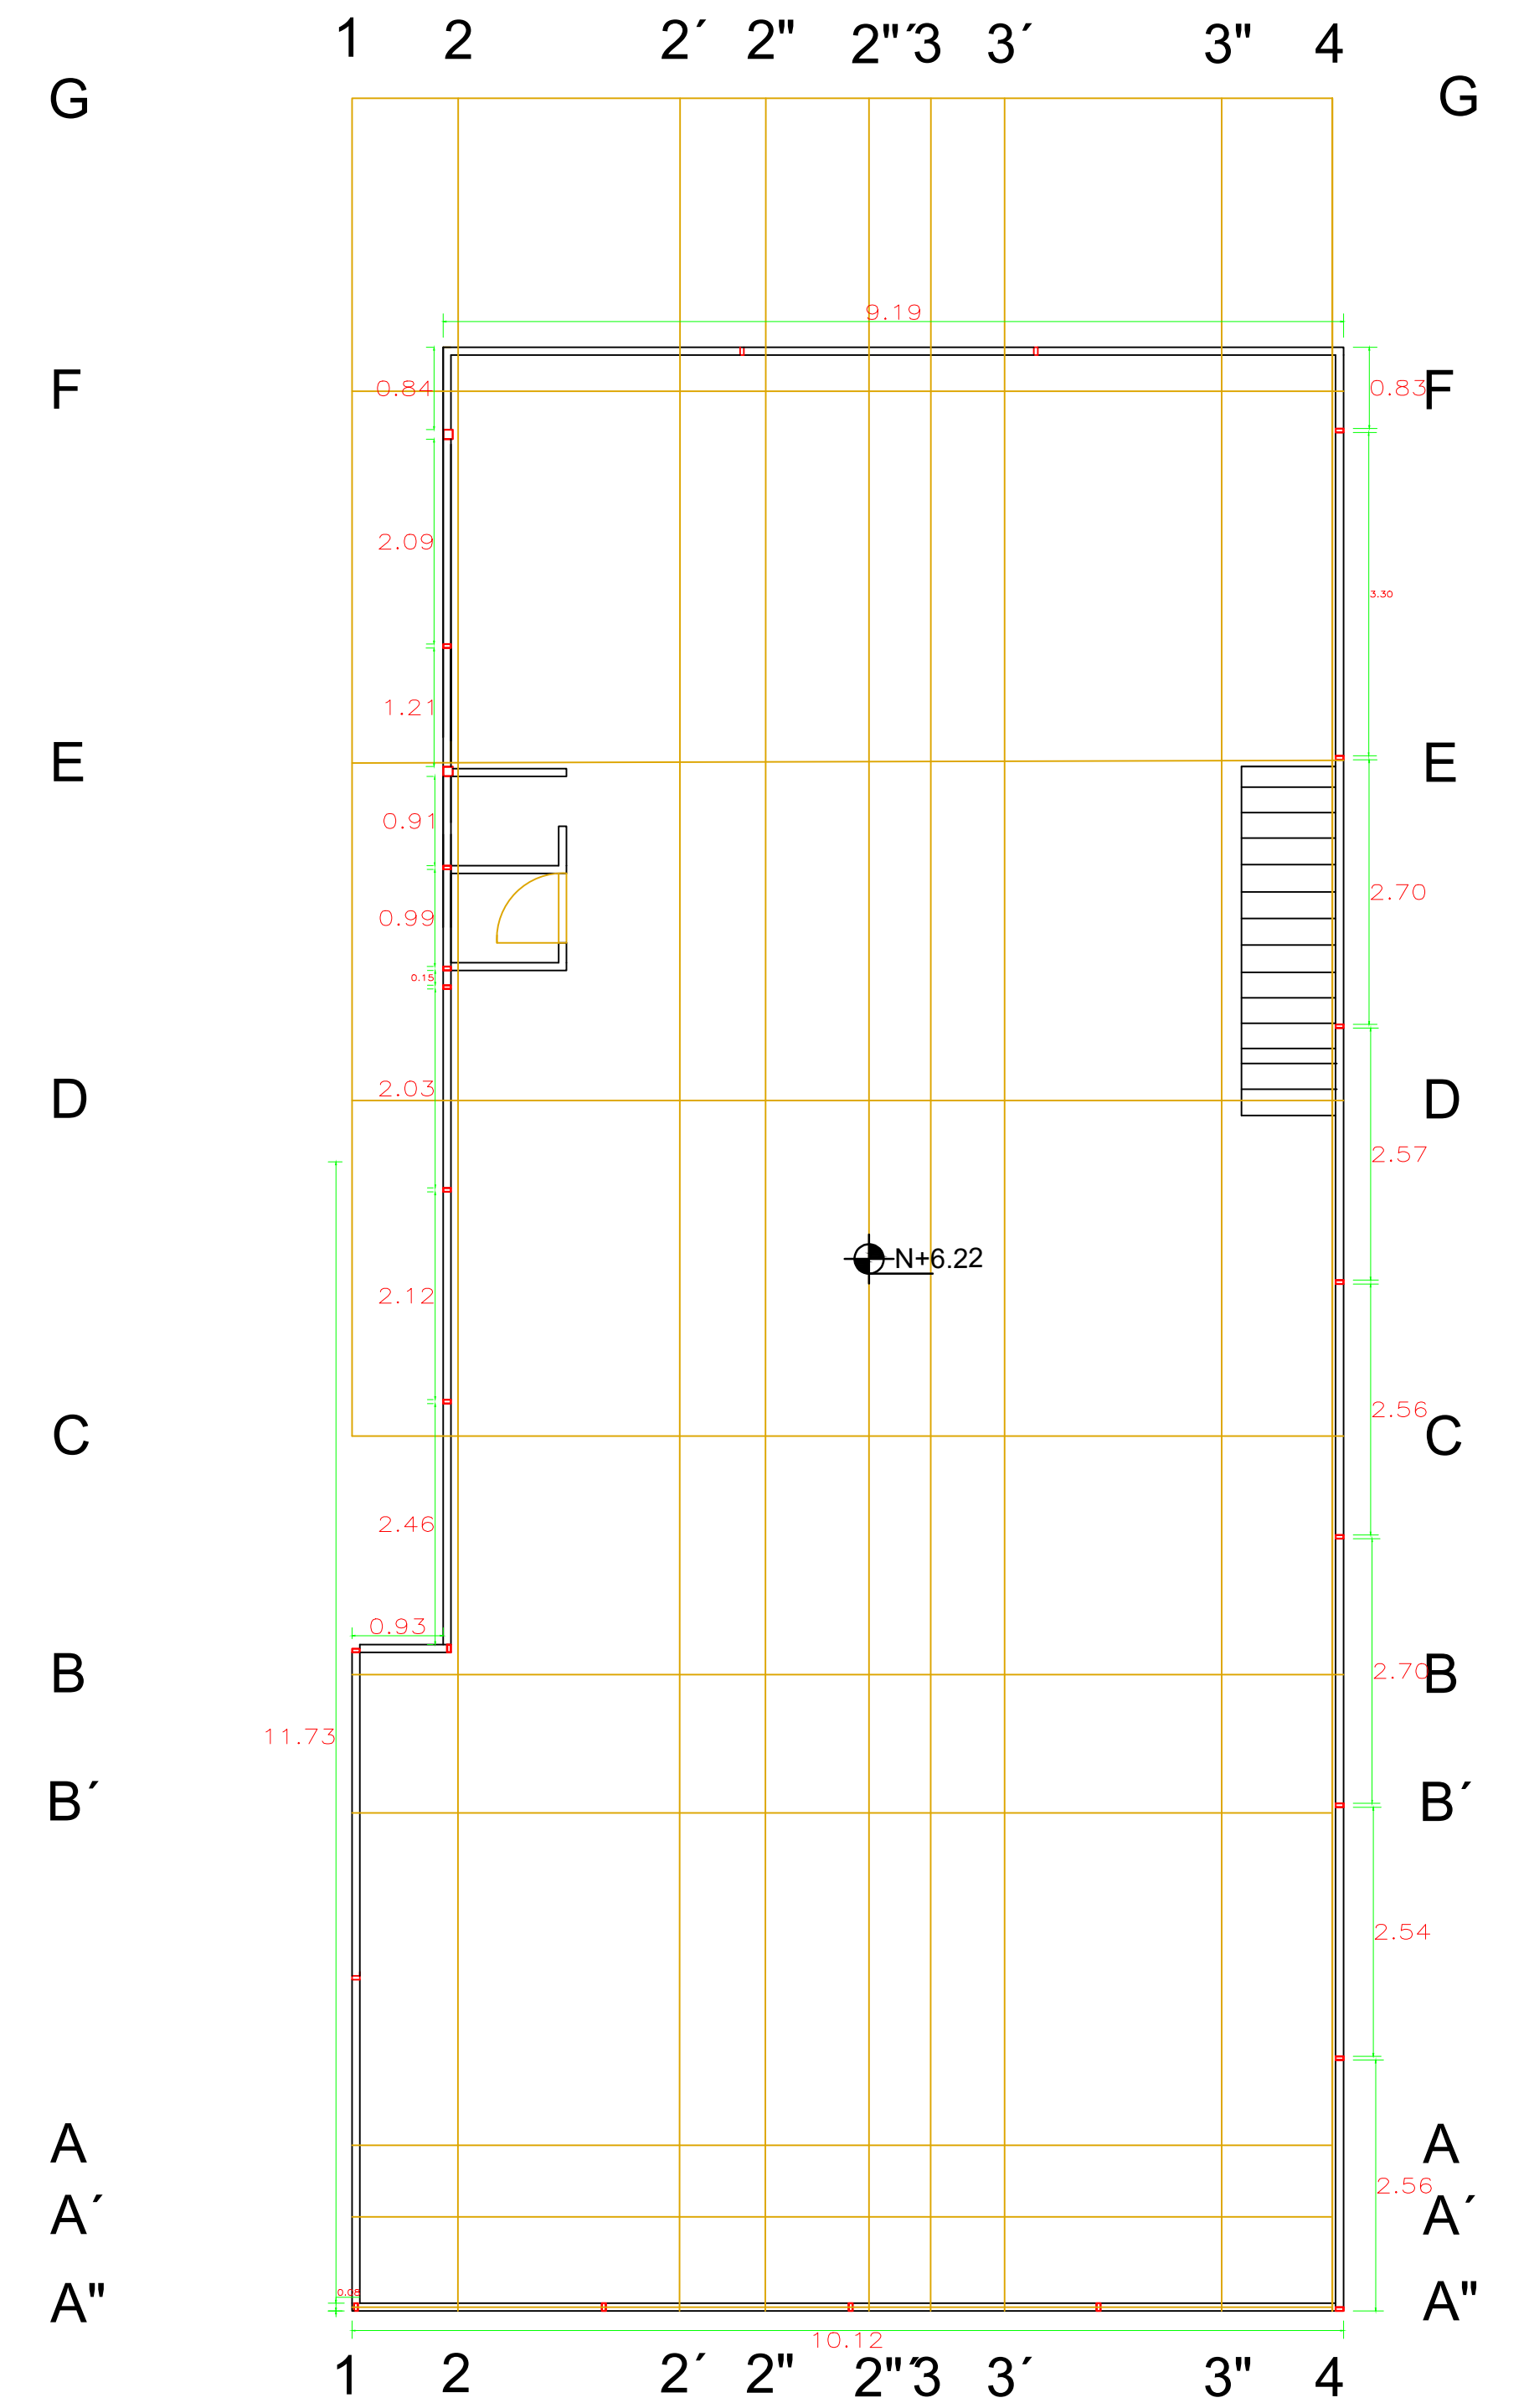 1 2 2´ 2" 2"´ 3 3´ 3" 4
G G
9.19
F 0.84 0.83 F
2.09
3.30
1.21
E E
0.91
2.70
0.99
0.15
2.03
D D
2.57
N+6.22
2.12
2.56
C C
2.46
0.93
B 2.70 B
11.73
B´ B´
2.54
A A
2.56
A´ A´
0.08
A" A"
10.12
1 2 2´ 2" 2"´ 3 3´ 3" 4